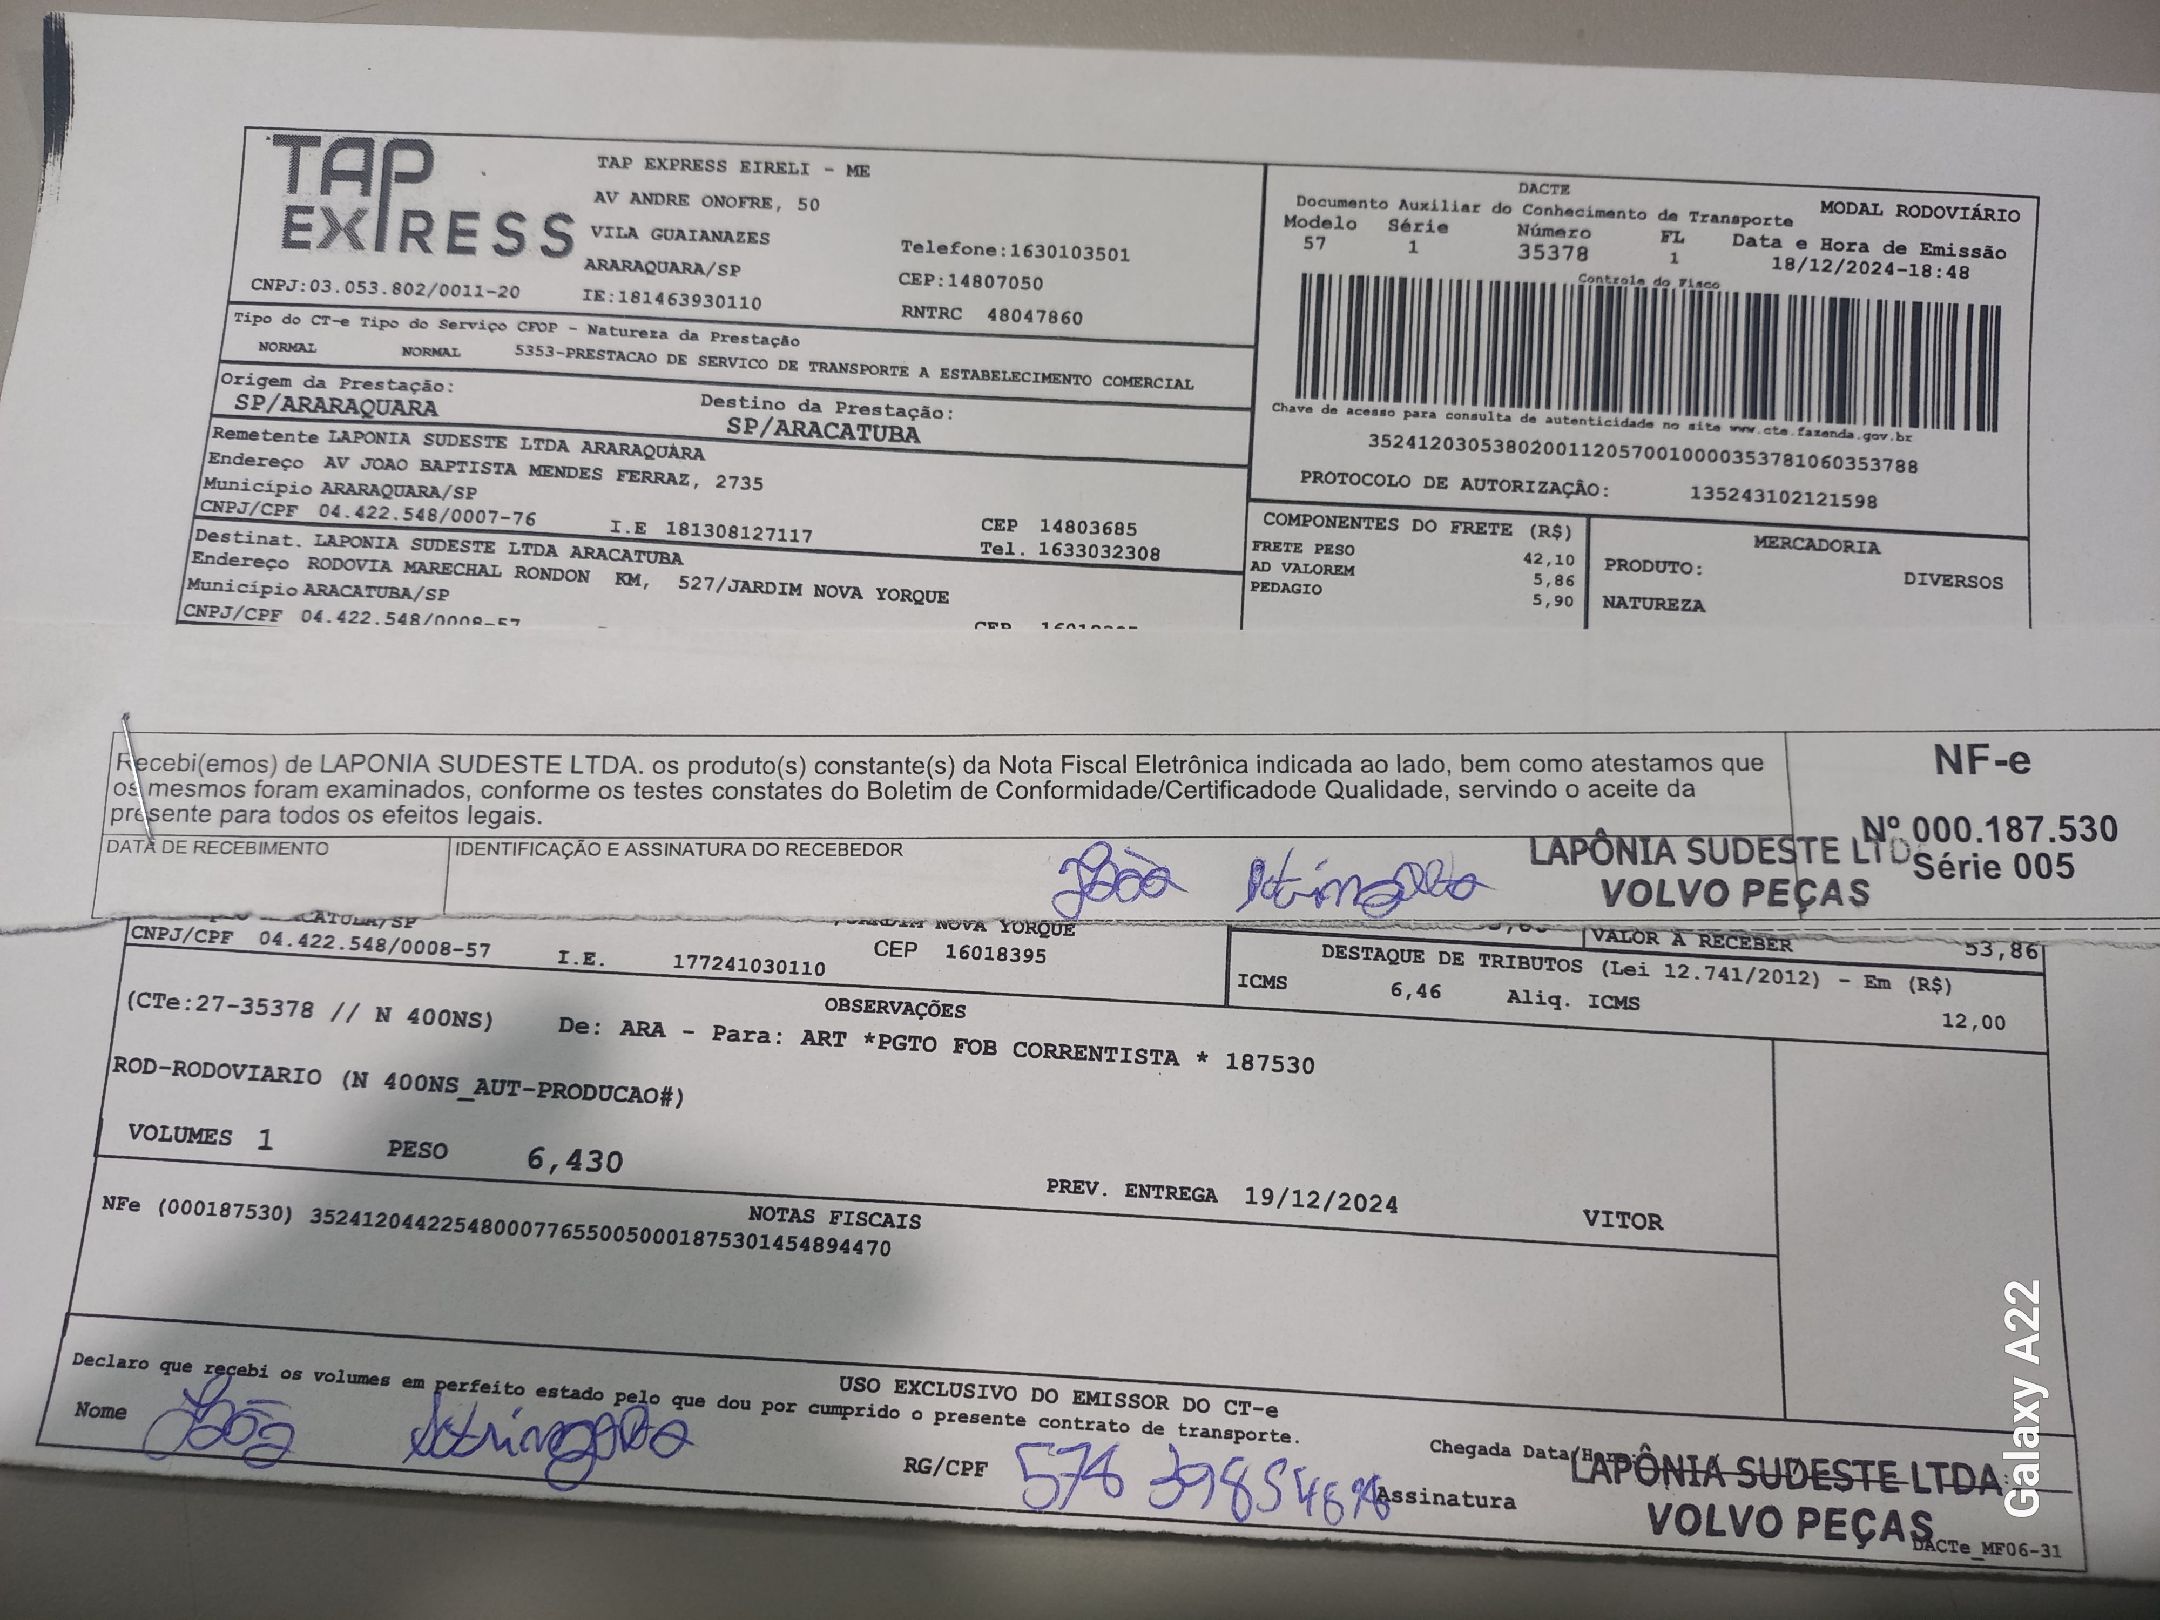 TAP EXPRESS
TAP EXPRESS EIRELI - ME
AV ANDRE ONOFRE, 50
VILA GUAIANAZES
Telefone:1630103501
ARARAQUARA/SP
CEP:14807050
CNPJ:03.053.802/0011-20
IE:181463930110
RNTRC 48047860
DACTE
Documento Auxiliar do Conhecimento de Transporte
MODAL RODOVIÁRIO
Modelo Série Número FL Data e Hora de Emissão
57 1 35378 1 18/12/2024-18:48
Controle do Fisco
Tipo do CT-e Tipo do Serviço CFOP - Natureza da Prestação
NORMAL NORMAL 5353-PRESTACAO DE SERVICO DE TRANSPORTE A ESTABELECIMENTO COMERCIAL
Origem da Prestação:
SP/ARARAQUARA
Destino da Prestação:
SP/ARACATUBA
Chave de acesso para consulta de autenticidade no site www.cte.fazenda.gov.br
35241203053802001120570010000353781060353788
PROTOCOLO DE AUTORIZAÇÃO: 135243102121598
Remetente LAPONIA SUDESTE LTDA ARARAQUARA
Endereço AV JOAO BAPTISTA MENDES FERRAZ, 2735
Município ARARAQUARA/SP
CEP 14803685
CNPJ/CPF 04.422.548/0007-76 I.E 181308127117
Tel. 1633032308
Destinat. LAPONIA SUDESTE LTDA ARACATUBA
Endereço RODOVIA MARECHAL RONDON KM, 527/JARDIM NOVA YORQUE
Município ARACATUBA/SP
CNPJ/CPF 04.422.548/0008-57
CEP
COMPONENTES DO FRETE (R$)
FRETE PESO 42,10
AD VALOREM 5,86
PEDAGIO 5,90
MERCADORIA
PRODUTO: DIVERSOS
NATUREZA
Recebi(emos) de LAPONIA SUDESTE LTDA. os produto(s) constante(s) da Nota Fiscal Eletrônica indicada ao lado, bem como atestamos que
os mesmos foram examinados, conforme os testes constates do Boletim de Conformidade/Certificadode Qualidade, servindo o aceite da
presente para todos os efeitos legais.
NF-e
Nº 000.187.530
Série 005
DATA DE RECEBIMENTO
IDENTIFICAÇÃO E ASSINATURA DO RECEBEDOR
João
LAPÔNIA SUDESTE LTDA
VOLVO PEÇAS
NOVA YORQUE
CNPJ/CPF 04.422.548/0008-57 I.E. 177241030110 CEP 16018395
VALOR A RECEBER 53,86
DESTAQUE DE TRIBUTOS (Lei 12.741/2012) - Em (R$)
ICMS 6,46 Aliq. ICMS 12,00
OBSERVAÇÕES
(CTe:27-35378 // N 400NS) De: ARA - Para: ART *PGTO FOB CORRENTISTA * 187530
ROD-RODOVIARIO (N 400NS_AUT-PRODUCAO#)
VOLUMES 1 PESO 6,430
PREV. ENTREGA 19/12/2024 VITOR
NOTAS FISCAIS
NFe (000187530) 35241204422548000776550050001875301454894470
USO EXCLUSIVO DO EMISSOR DO CT-e
Declaro que recebi os volumes em perfeito estado pelo que dou por cumprido o presente contrato de transporte.
Nome João
RG/CPF
Chegada Data/Hora:
Assinatura
LAPÔNIA SUDESTE LTDA
VOLVO PEÇAS
DACTe_MF06-31
Galaxy A22